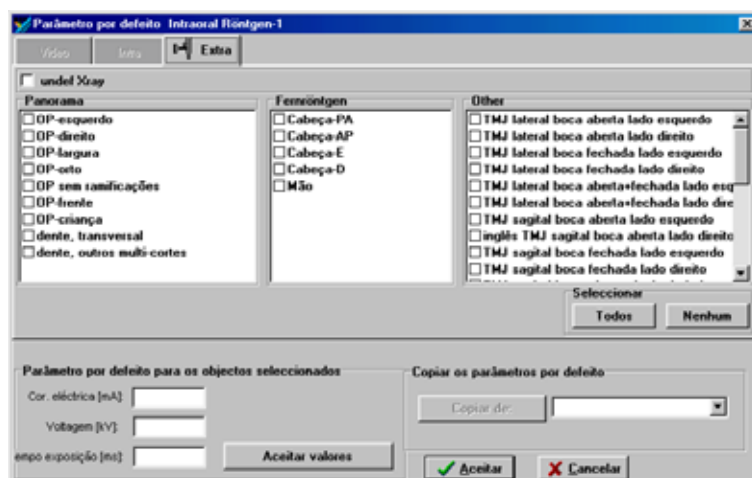 Parâmetro por defeito Intraoral Röntgen-1
Video Intra Extra
undef Xray
Panorama
OP-esquerdo
OP-direito
OP-largura
OP-orto
OP sem ramificações
OP-frente
OP-criança
dente, transversal
dente, outros multi-cortes
Fernröntgen
Cabeça-PA
Cabeça-AP
Cabeça-E
Cabeça-D
Mão
Other
TMJ lateral boca aberta lado esquerdo
TMJ lateral boca aberta lado direito
TMJ lateral boca fechada lado esquerdo
TMJ lateral boca fechada lado direito
TMJ lateral boca aberta+fechada lado esq
TMJ lateral boca aberta+fechada lado dire
TMJ sagital boca aberta lado esquerdo
inglês TMJ sagital boca aberta lado direito
TMJ sagital boca fechada lado esquerdo
TMJ sagital boca fechada lado direito
Seleccionar
Todos Nenhum
Parâmetro por defeito para os objectos seleccionados
Cor. eléctrica [mA]:
Voltagem [kV]:
empo exposição [ms]:
Aceitar valores
Copiar os parâmetros por defeito
Copiar de:
Aceitar Cancelar